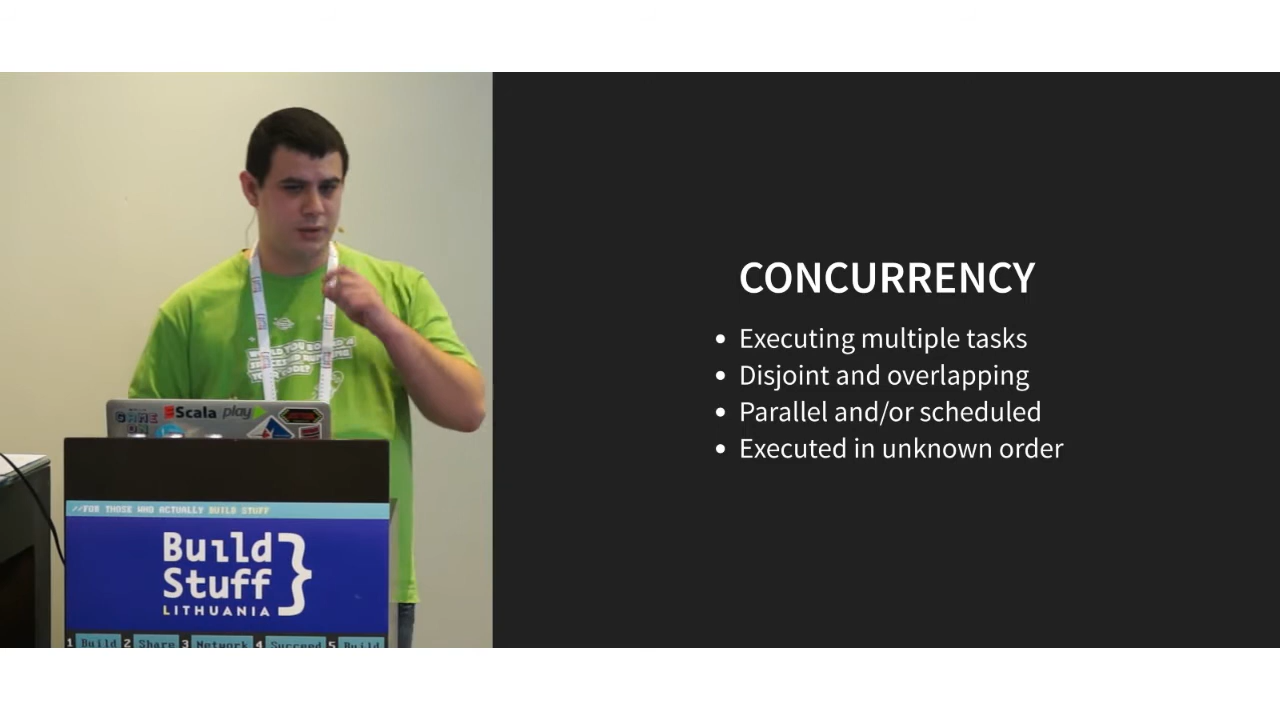 CONCURRENCY
Executing multiple tasks
Disjoint and overlapping
Parallel and/or scheduled
Executed in unknown order
Scala play
//FOR THOSE WHO ACTUALLY BUILD STUFF
Build
Stuff }
LITHUANIA
1 Build 2 Share 3 Network 4 Succeed 5 Build